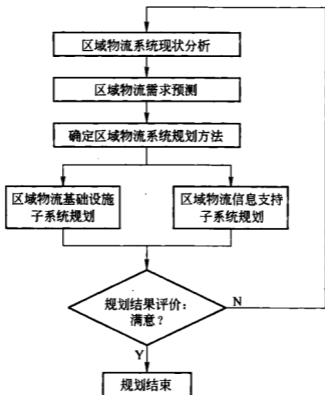 区域物流系统现状分析
区域物流需求预测
确定区域物流系统规划方法
区域物流基础设施
子系统规划
区域物流信息支持
子系统规划
规划结果评价：
满意？
N
Y
规划结束